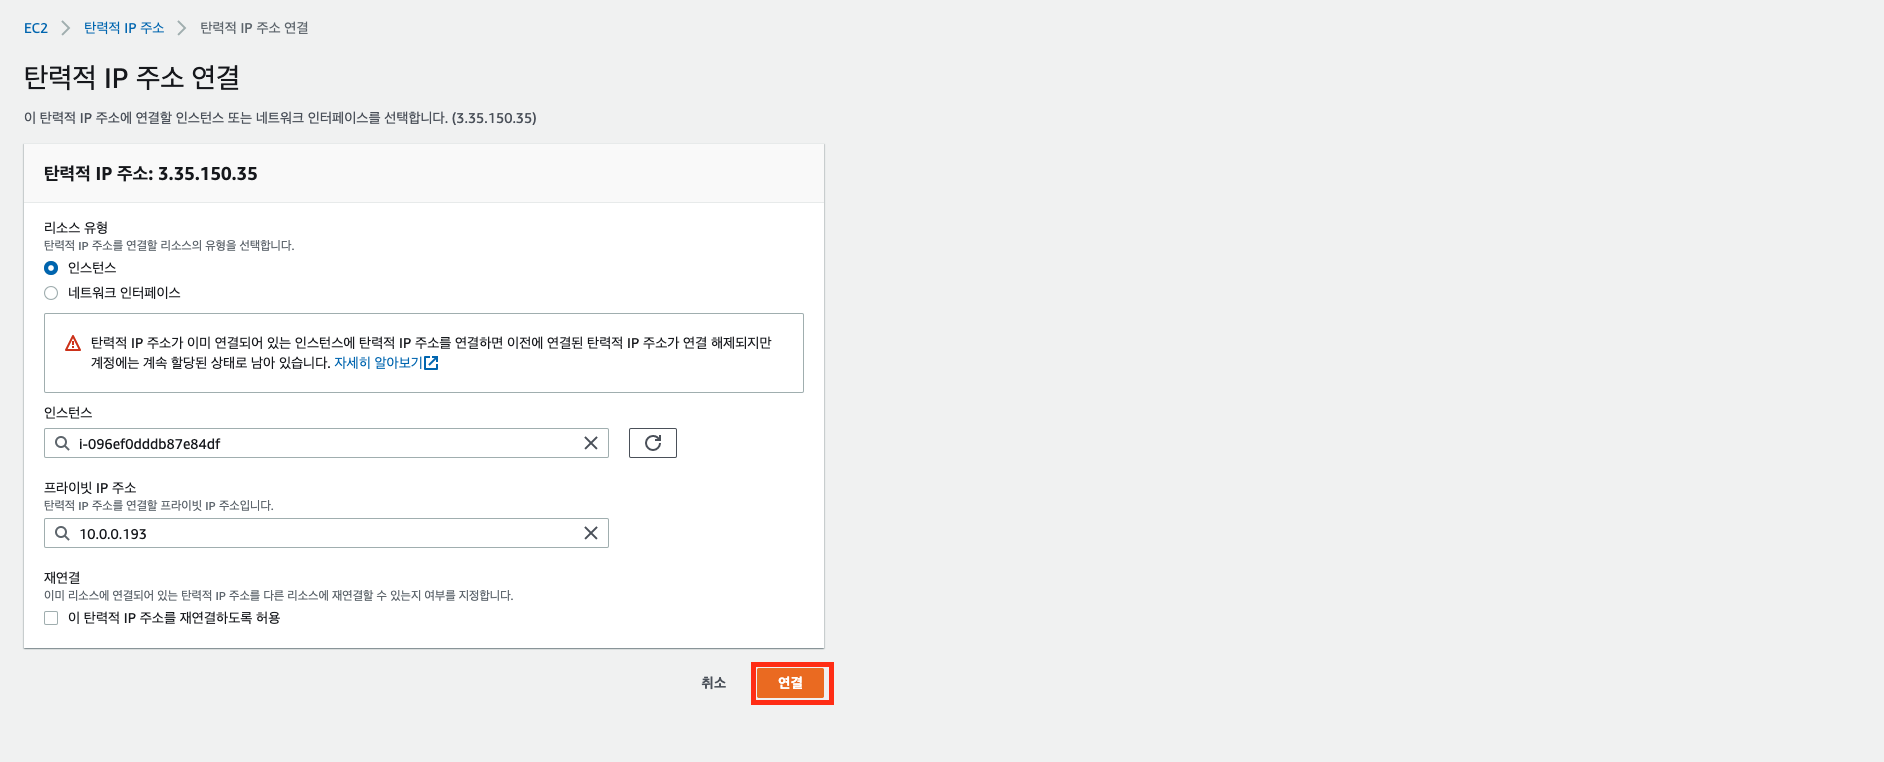 EC2 탄력적 IP 주소 탄력적 IP 주소 연결
탄력적 IP 주소 연결
이 탄력적 IP 주소에 연결할 인스턴스 또는 네트워크 인터페이스를 선택합니다. (3.35.150.35)
탄력적 IP 주소: 3.35.150.35
리소스 유형
탄력적 IP 주소를 연결할 리소스의 유형을 선택합니다.
인스턴스
네트워크 인터페이스
탄력적 IP 주소가 이미 연결되어 있는 인스턴스에 탄력적 IP 주소를 연결하면 이전에 연결된 탄력적 IP 주소가 연결 해제되지만
계정에는 계속 할당된 상태로 남아 있습니다. 자세히 알아보기
인스턴스
i-096ef0dddb87e84df
프라이빗 IP 주소
탄력적 IP 주소를 연결할 프라이빗 IP 주소입니다.
10.0.0.193
재연결
이미 리소스에 연결되어 있는 탄력적 IP 주소를 다른 리소스에 재연결할 수 있는지 여부를 지정합니다.
이 탄력적 IP 주소를 재연결하도록 허용
취소 연결